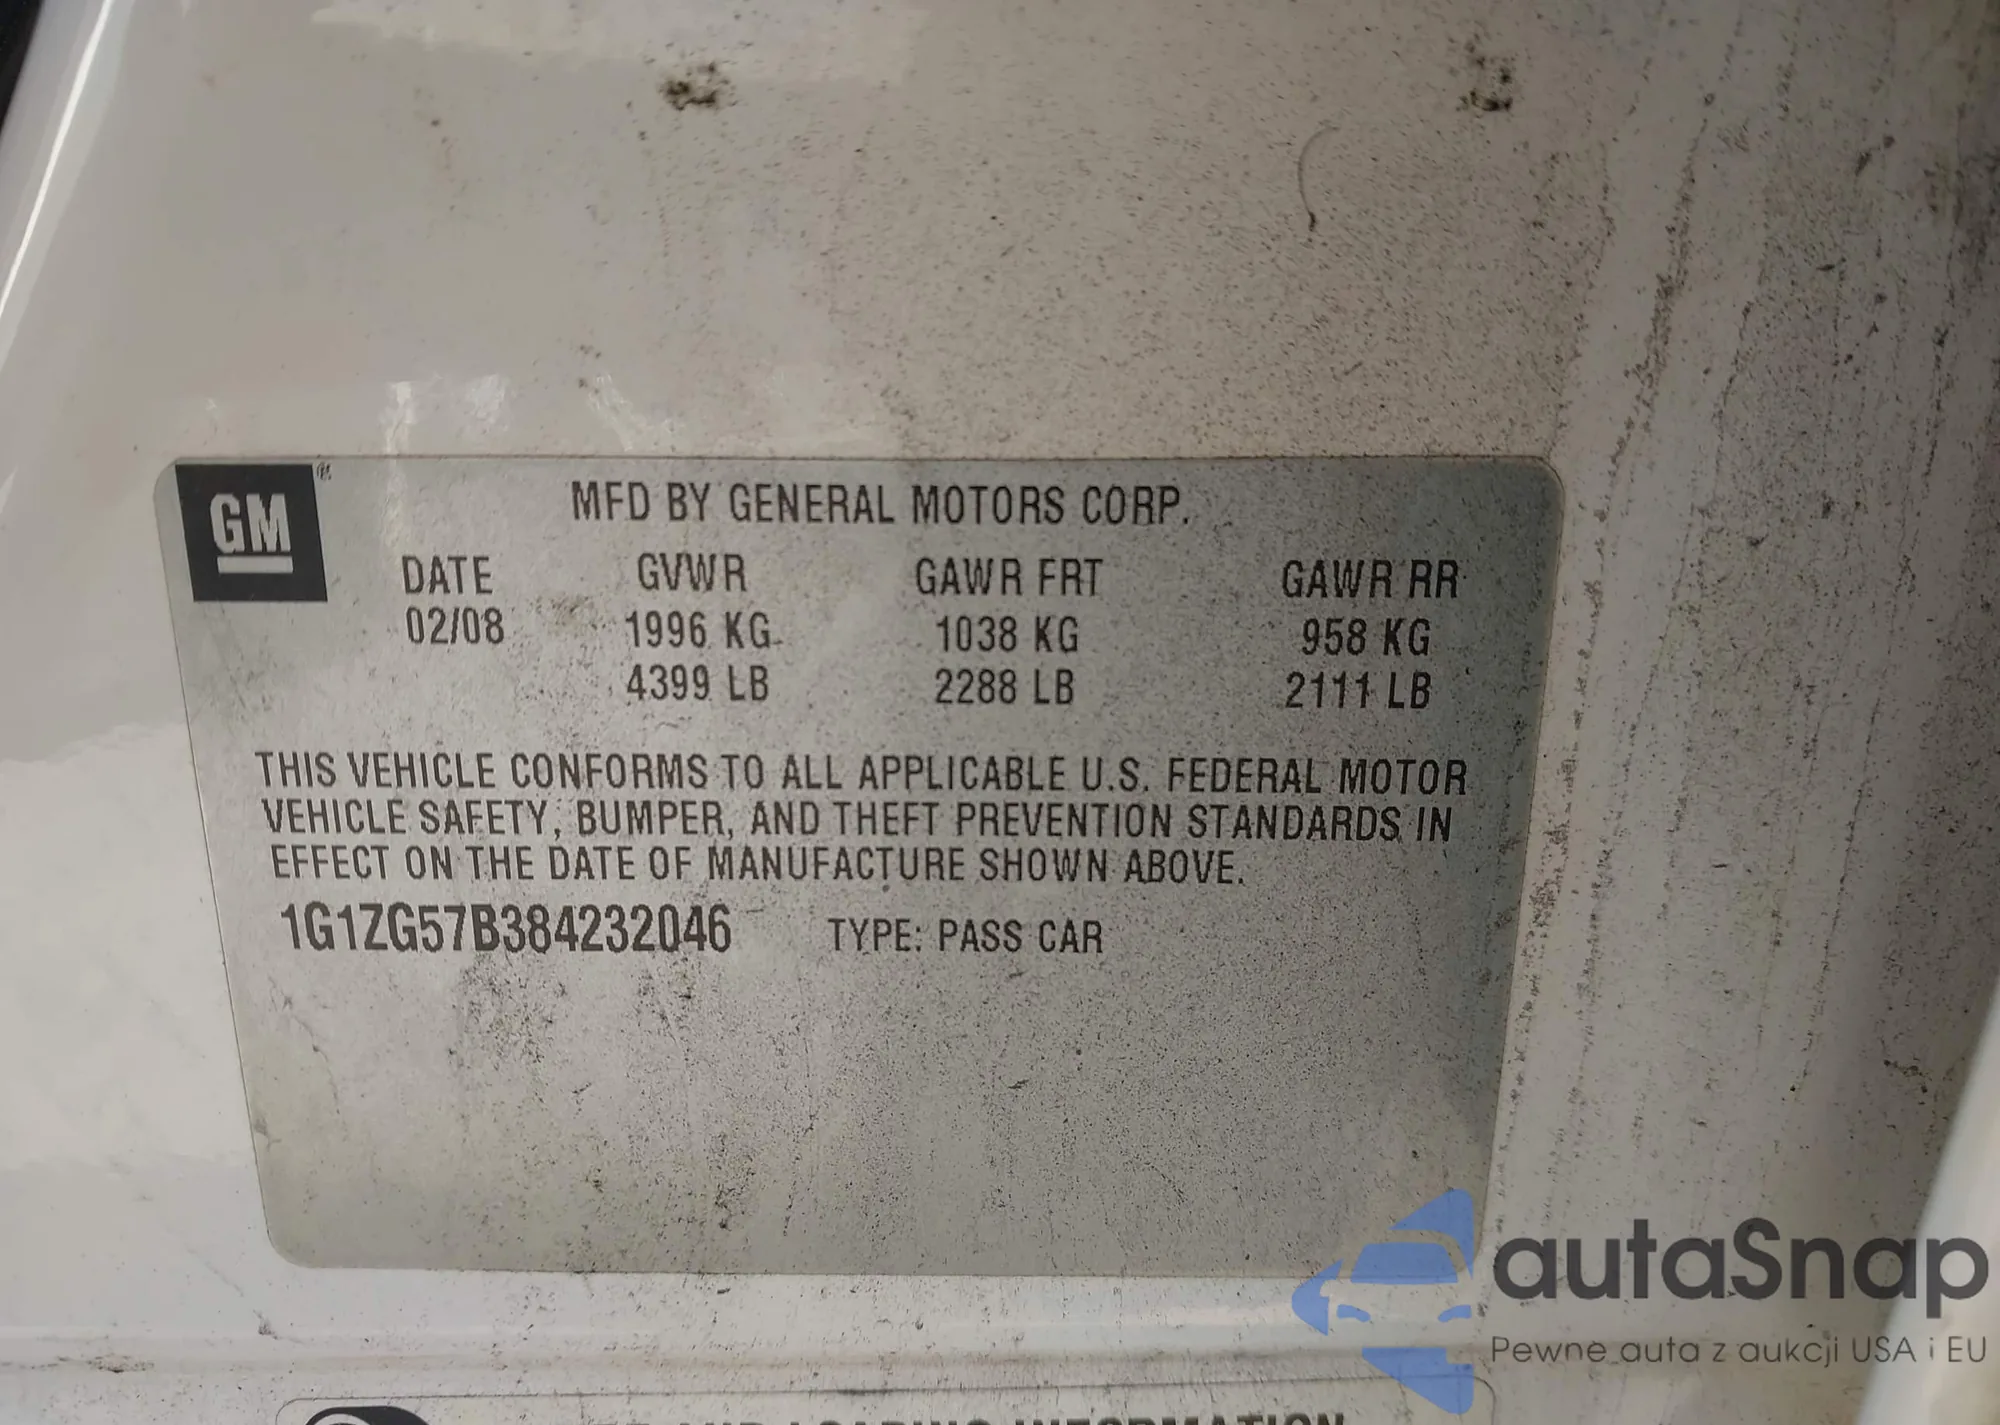 GM ®
MFD BY GENERAL MOTORS CORP.
DATE GVWR GAWR FRT GAWR RR
02/08 1996 KG 1038 KG 958 KG
4399 LB 2288 LB 2111 LB
THIS VEHICLE CONFORMS TO ALL APPLICABLE U.S. FEDERAL MOTOR
VEHICLE SAFETY, BUMPER, AND THEFT PREVENTION STANDARDS IN
EFFECT ON THE DATE OF MANUFACTURE SHOWN ABOVE.
1G1ZG57B384232046 TYPE: PASS CAR
autaSnap
Pewne auta z aukcji USA i EU
AND LOADING INFORMATION